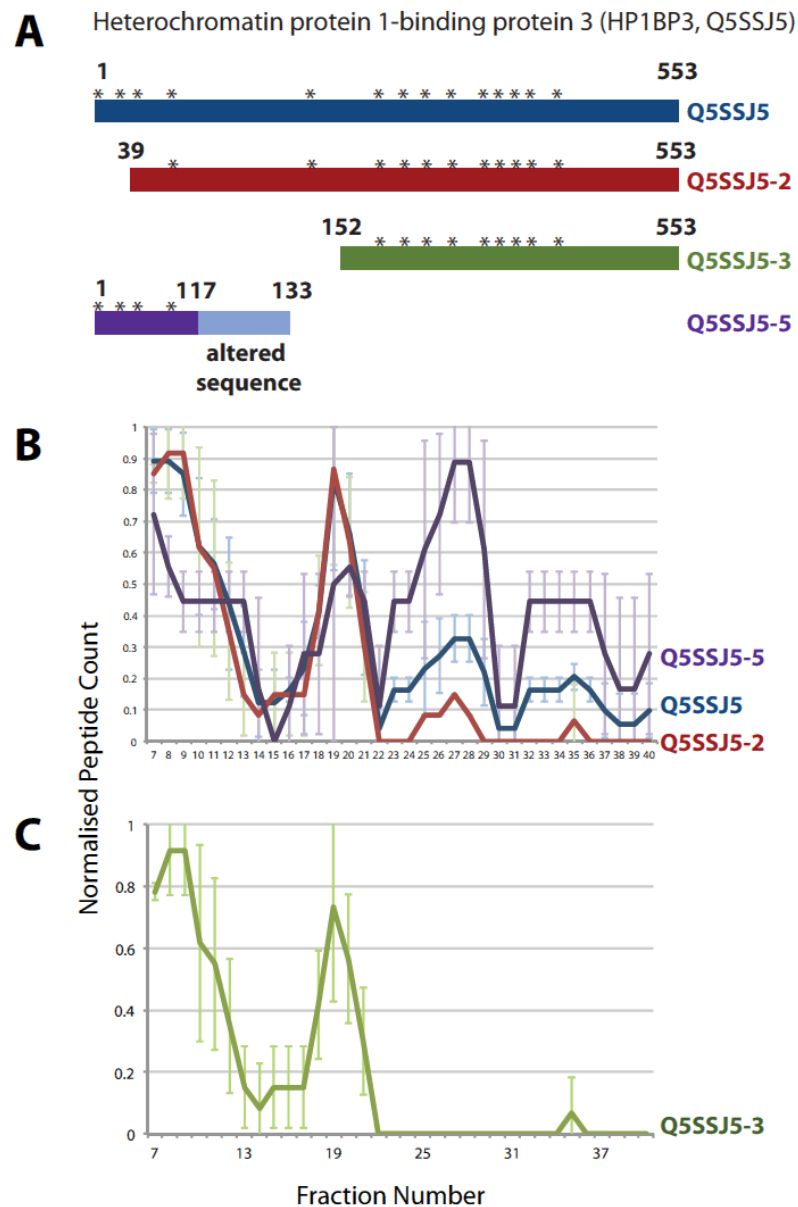 A
Heterochromatin protein 1-binding protein 3 (HP1BP3, Q5SSJ5)
1 553
* * * * * * * * * * * * *
Q5SSJ5
39 553
* * * * * * * * * *
Q5SSJ5-2
152 553
* * * * * * * *
Q5SSJ5-3
1 117 133
* * * *
Q5SSJ5-5
altered
sequence
B
1
0.9
0.8
0.7
0.6
0.5
0.4
0.3
0.2
0.1
0
7 8 9 10 11 12 13 14 15 16 17 18 19 20 21 22 23 24 25 26 27 28 29 30 31 32 33 34 35 36 37 38 39 40
Q5SSJ5-5
Q5SSJ5
Q5SSJ5-2
Normalised Peptide Count
C
1
0.8
0.6
0.4
0.2
0
7 13 19 25 31 37
Q5SSJ5-3
Fraction Number